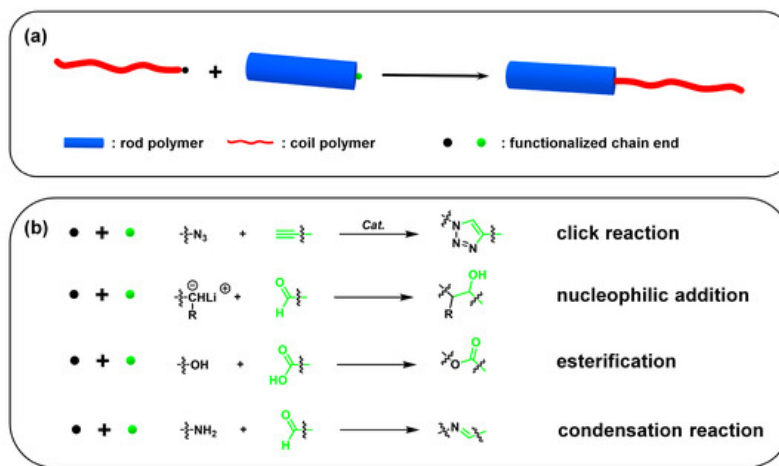 (a)
+
: rod polymer : coil polymer : functionalized chain end
(b)
+ N3 + Cat. N N=N click reaction
+ ⊖ CHLi ⊕ R + O H OH R nucleophilic addition
+ OH + O HO O O esterification
+ NH2 + O H N condensation reaction